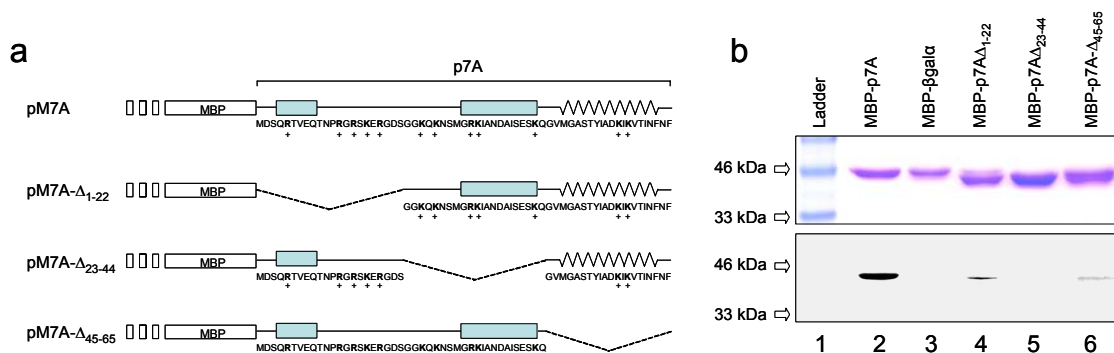 a
p7A
pM7A
MBP
MDSQRTVEQTNPRGRSKERGDSGGKQKNSMGRKIANDAISESKQGVMGASTYIADKIKVTINFNF
+ + + + + + + + + + + +
pM7A-Δ1-22
MBP
GGKQKNSMGRKIANDAISESKQGVMGASTYIADKIKVTINFNF
+ + + + + + +
pM7A-Δ23-44
MBP
MDSQRTVEQTNPRGRSKERGDS
GVMGASTYIADKIKVTINFNF
+ + + + + + +
pM7A-Δ45-65
MBP
MDSQRTVEQTNPRGRSKERGDSGGKQKNSMGRKIANDAISESKQ
b
Ladder
MBP-p7A
MBP-βgalα
MBP-p7AΔ1-22
MBP-p7AΔ23-44
MBP-p7A-Δ45-65
46 kDa
33 kDa
46 kDa
33 kDa
1 2 3 4 5 6